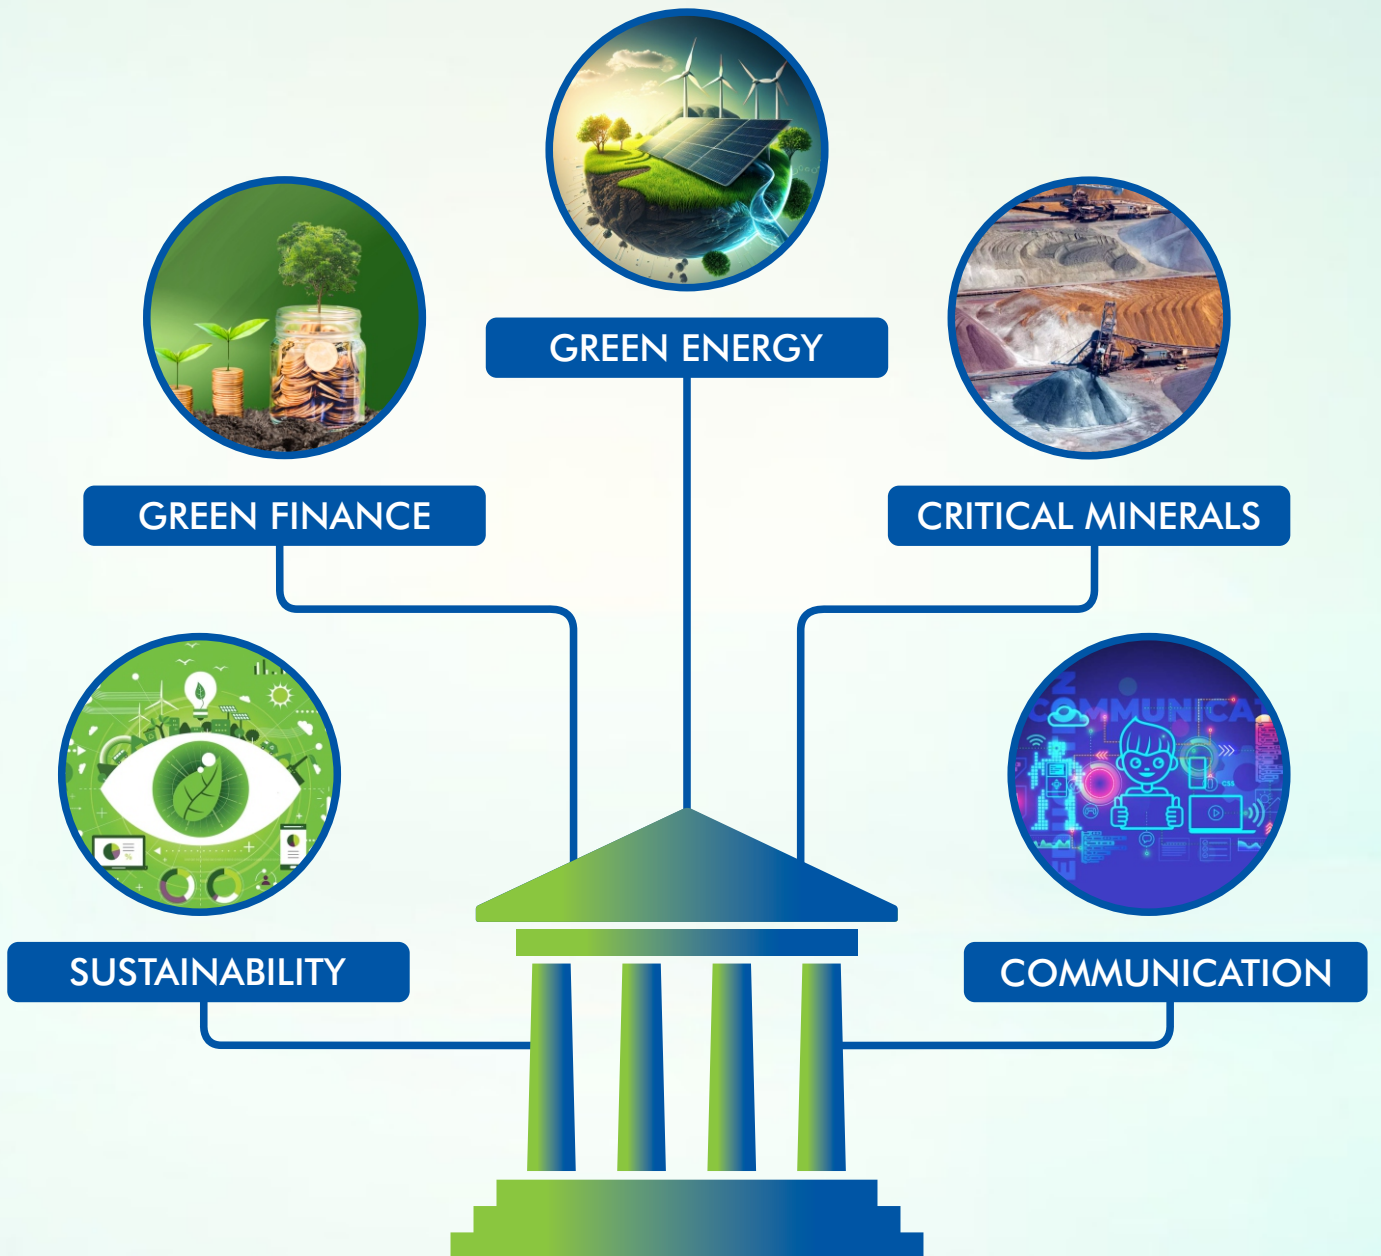 GREEN ENERGY
GREEN FINANCE
CRITICAL MINERALS
SUSTAINABILITY
COMMUNICATION